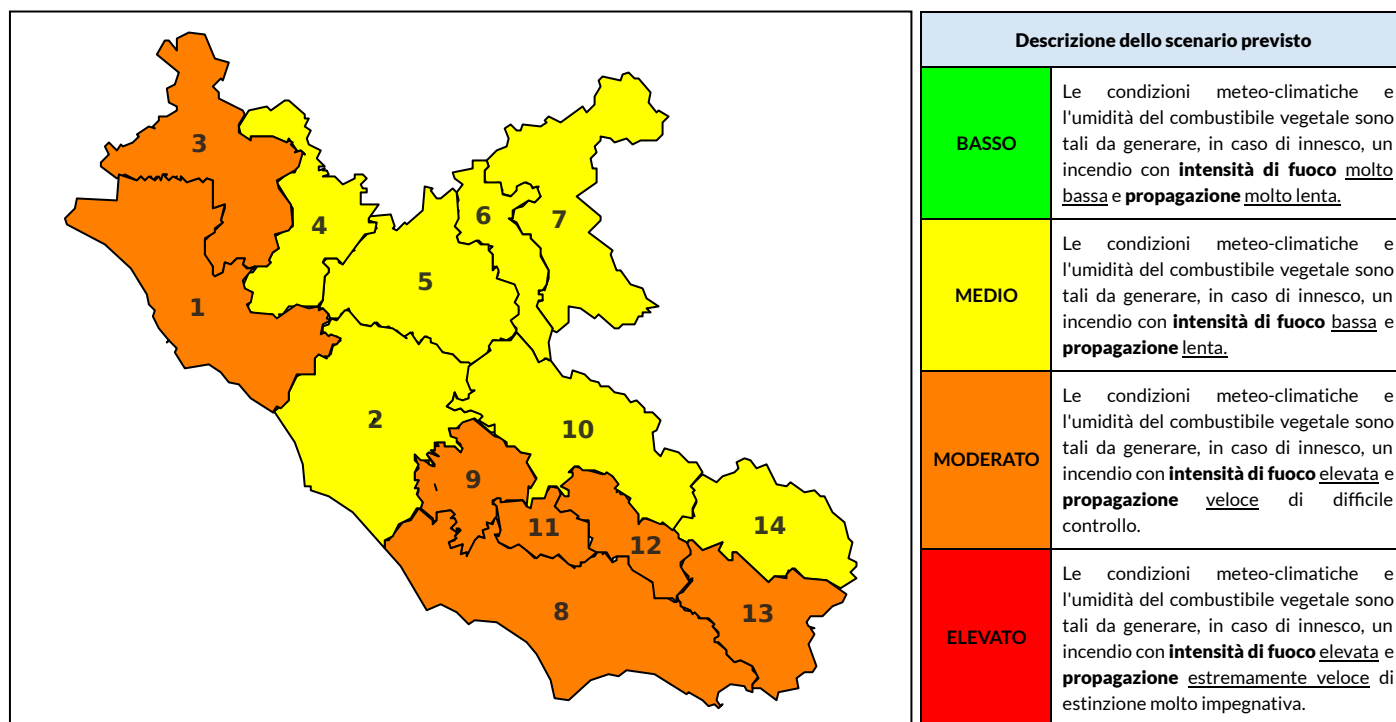 3
4
6
7
5
1
2
10
9
11
12
14
8
13
Descrizione dello scenario previsto
BASSO
Le condizioni meteo-climatiche e
l'umidità del combustibile vegetale sono
tali da generare, in caso di innesco, un
incendio con intensità di fuoco molto
bassa e propagazione molto lenta.
MEDIO
Le condizioni meteo-climatiche e
l'umidità del combustibile vegetale sono
tali da generare, in caso di innesco, un
incendio con intensità di fuoco bassa e
propagazione lenta.
MODERATO
Le condizioni meteo-climatiche e
l'umidità del combustibile vegetale sono
tali da generare, in caso di innesco, un
incendio con intensità di fuoco elevata e
propagazione veloce di difficile
controllo.
ELEVATO
Le condizioni meteo-climatiche e
l'umidità del combustibile vegetale sono
tali da generare, in caso di innesco, un
incendio con intensità di fuoco elevata e
propagazione estremamente veloce di
estinzione molto impegnativa.